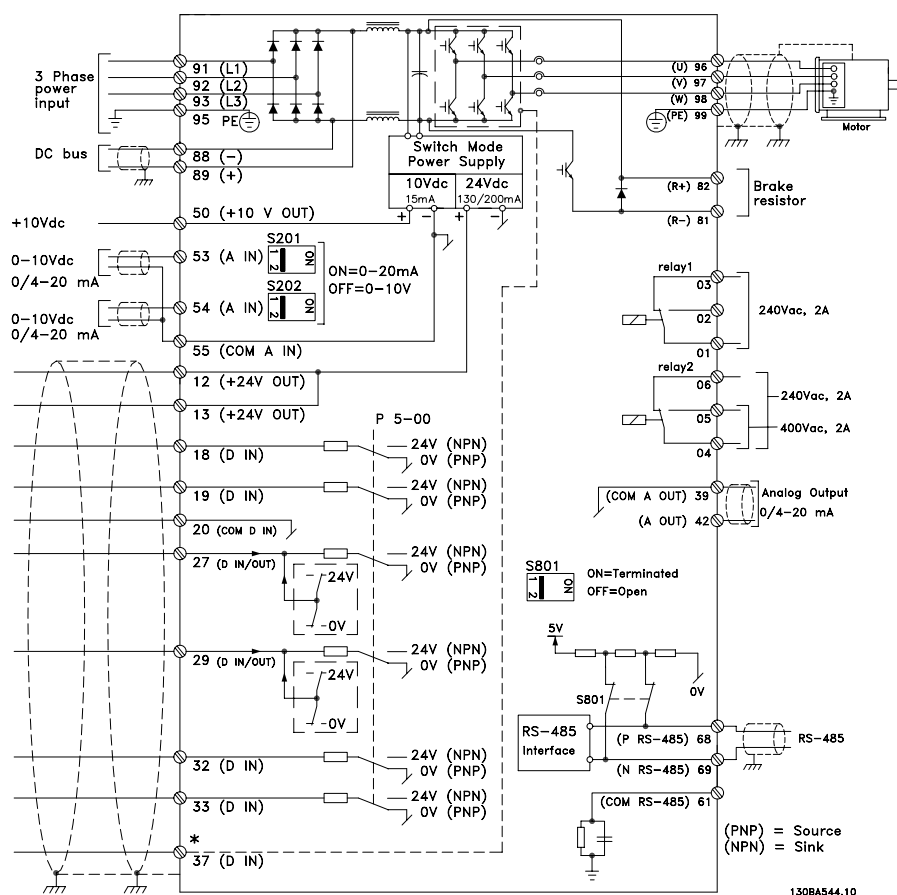 3 Phase
power
input
91 (L1)
92 (L2)
93 (L3)
95 PE
DC bus
88 (-)
89 (+)
+10Vdc
50 (+10 V OUT)
0-10Vdc
0/4-20 mA
53 (A IN)
S201
1 2
ON
ON=0-20mA
OFF=0-10V
0-10Vdc
0/4-20 mA
54 (A IN)
S202
1 2
ON
55 (COM A IN)
12 (+24V OUT)
13 (+24V OUT)
P 5-00
18 (D IN)
24V (NPN)
0V (PNP)
19 (D IN)
24V (NPN)
0V (PNP)
20 (COM D IN)
27 (D IN/OUT)
24V (NPN)
0V (PNP)
24V
0V
29 (D IN/OUT)
24V (NPN)
0V (PNP)
24V
0V
32 (D IN)
24V (NPN)
0V (PNP)
33 (D IN)
24V (NPN)
0V (PNP)
*
37 (D IN)
Switch Mode
Power Supply
10Vdc
15mA
24Vdc
130/200mA
+ - + -
(U) 96
(V) 97
(W) 98
(PE) 99
Motor
(R+) 82
(R-) 81
Brake
resistor
relay1
03
02
01
240Vac, 2A
relay2
06
05
04
240Vac, 2A
400Vac, 2A
(COM A OUT) 39
(A OUT) 42
Analog Output
0/4-20 mA
S801
1 2
ON
ON=Terminated
OFF=Open
5V
S801
0V
RS-485
Interface
(P RS-485) 68
(N RS-485) 69
(COM RS-485) 61
RS-485
(PNP) = Source
(NPN) = Sink
130BA544.10